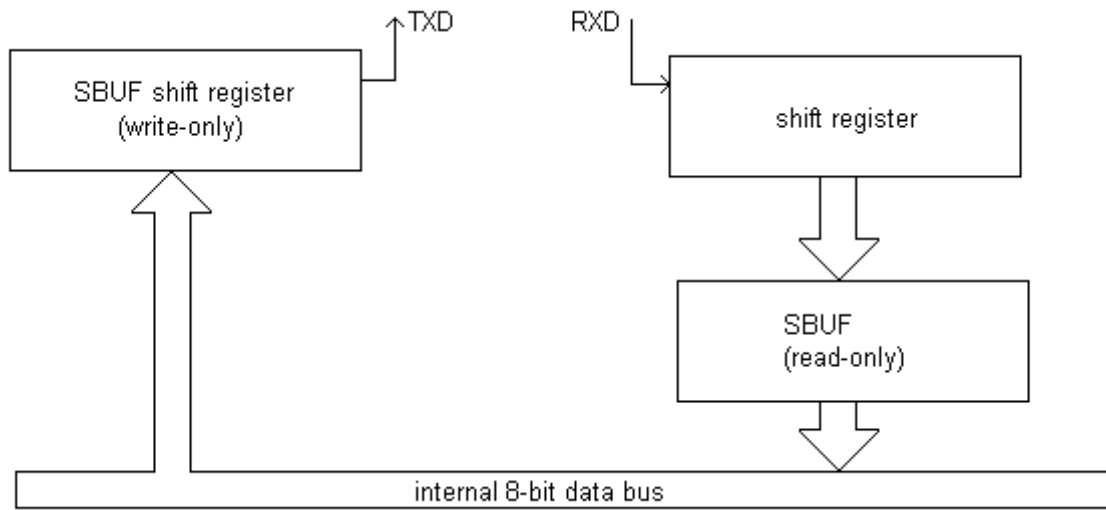 TXD
RXD
SBUF shift register
(write-only)
shift register
SBUF
(read-only)
internal 8-bit data bus